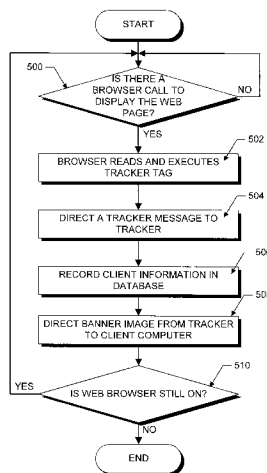 START
500
IS THERE A
BROWSER CALL TO
DISPLAY THE WEB
PAGE?
NO
YES
502
BROWSER READS AND EXECUTES
TRACKER TAG
504
DIRECT A TRACKER MESSAGE TO
TRACKER
50
RECORD CLIENT INFORMATION IN
DATABASE
50
DIRECT BANNER IMAGE FROM TRACKER
TO CLIENT COMPUTER
510
YES
IS WEB BROWSER STILL ON?
NO
END